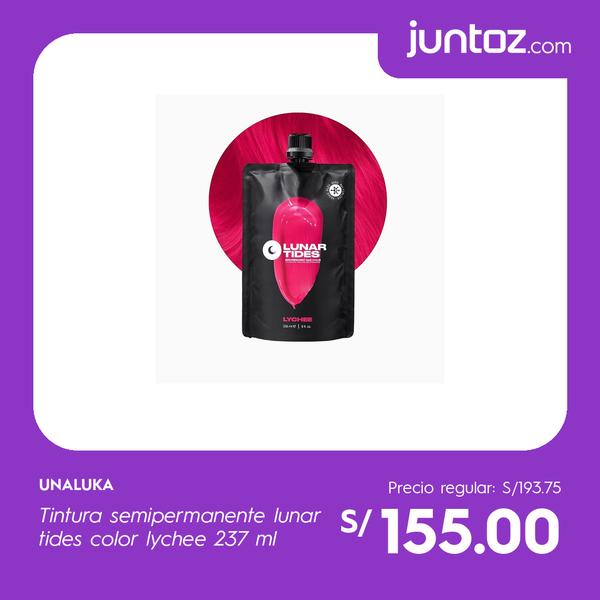 juntoz.com
LUNAR
TIDES
LYCHEE
UNALUKA
Tintura semipermanente lunar
tides color lychee 237 ml
Precio regular: S/193.75
S/155.00